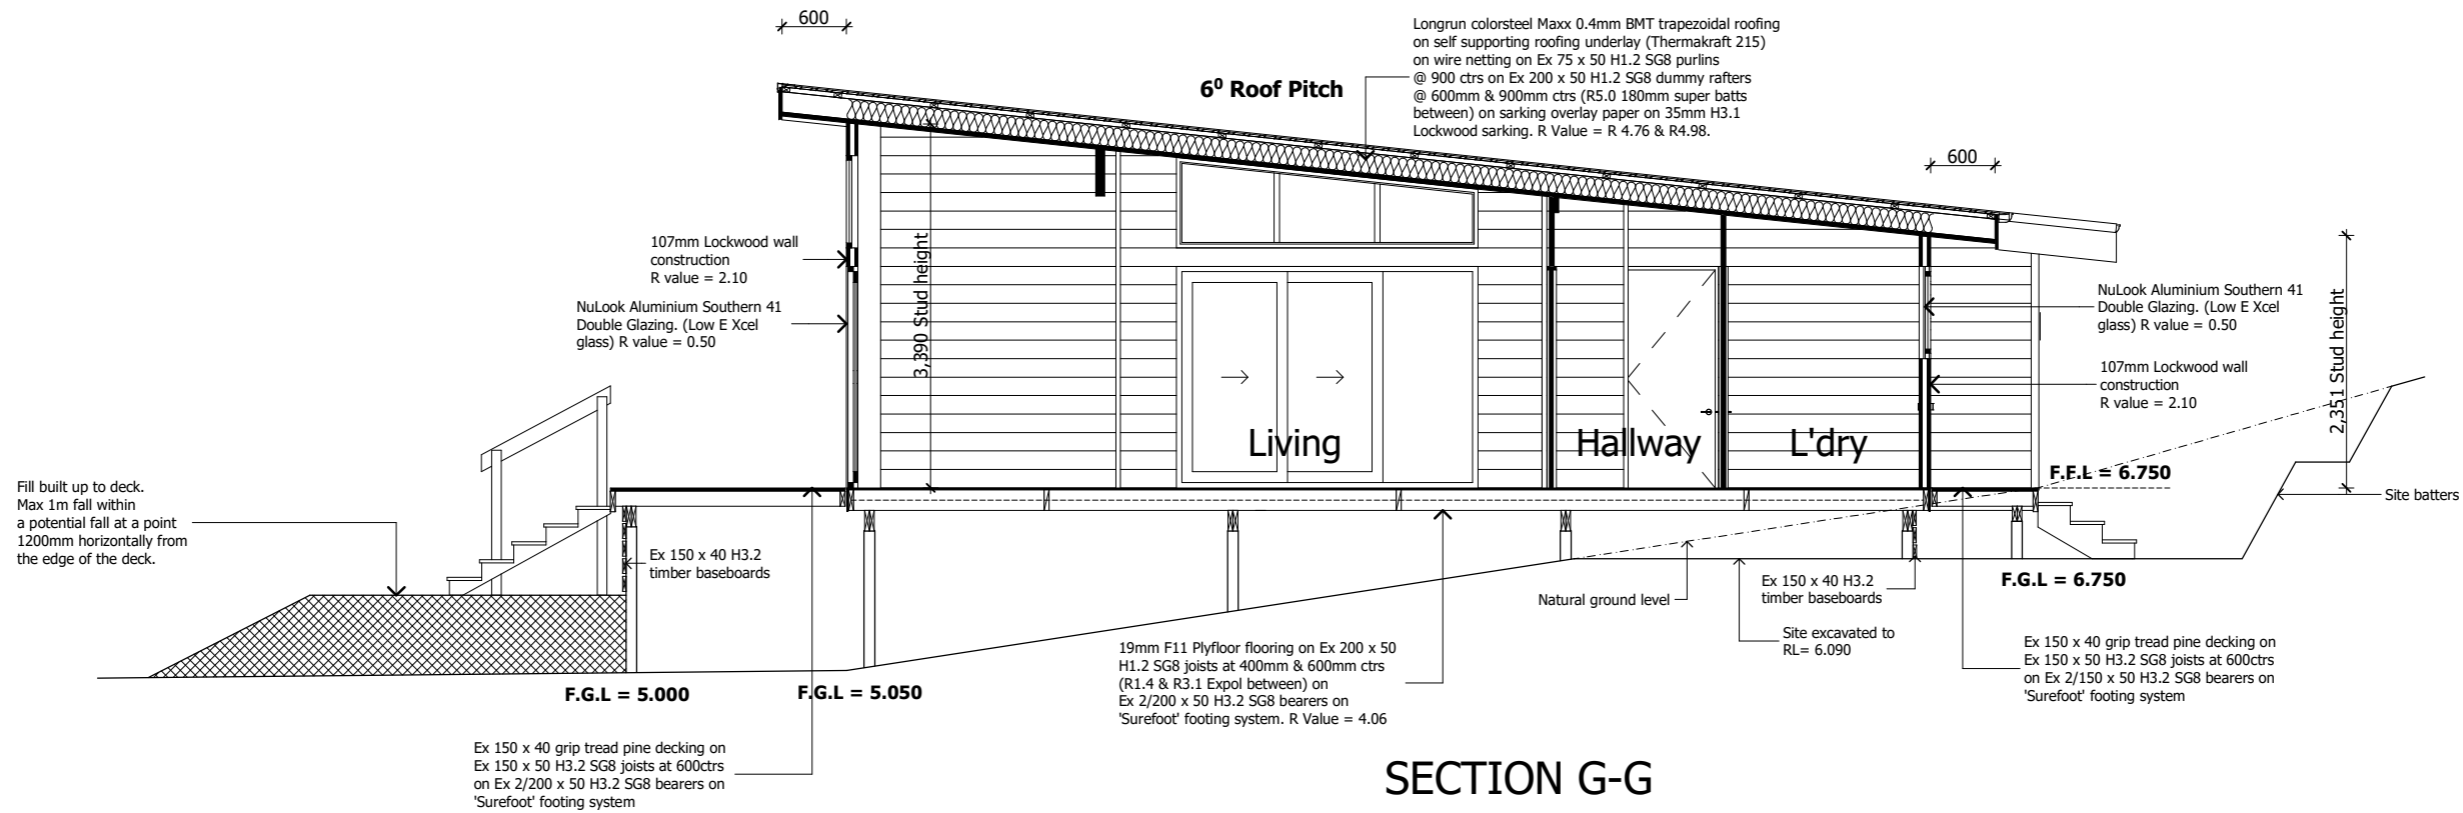 600
Longrun colorsteel Maxx 0.4mm BMT trapezoidal roofing
on self supporting roofing underlay (Thermakraft 215)
on wire netting on Ex 75 x 50 H1.2 SG8 purlins
@ 900 ctrs on Ex 200 x 50 H1.2 SG8 dummy rafters
@ 600mm & 900mm ctrs (R5.0 180mm super batts
between) on sarking overlay paper on 35mm H3.1
Lockwood sarking. R Value = R 4.76 & R4.98.
6⁰ Roof Pitch
600
107mm Lockwood wall
construction
R value = 2.10
NuLook Aluminium Southern 41
Double Glazing. (Low E Xcel
glass) R value = 0.50
3,390 Stud height
NuLook Aluminium Southern 41
Double Glazing. (Low E Xcel
glass) R value = 0.50
107mm Lockwood wall
construction
R value = 2.10
2,351 Stud height
Living
Hallway
L'dry
F.F.L = 6.750
Site batters
Fill built up to deck.
Max 1m fall within
a potential fall at a point
1200mm horizontally from
the edge of the deck.
Ex 150 x 40 H3.2
timber baseboards
Natural ground level
Ex 150 x 40 H3.2
timber baseboards
F.G.L = 6.750
Site excavated to
RL= 6.090
F.G.L = 5.000
F.G.L = 5.050
19mm F11 Plyfloor flooring on Ex 200 x 50
H1.2 SG8 joists at 400mm & 600mm ctrs
(R1.4 & R3.1 Expol between) on
Ex 2/200 x 50 H3.2 SG8 bearers on
'Surefoot' footing system. R Value = 4.06
Ex 150 x 40 grip tread pine decking on
Ex 150 x 50 H3.2 SG8 joists at 600ctrs
on Ex 2/150 x 50 H3.2 SG8 bearers on
'Surefoot' footing system
Ex 150 x 40 grip tread pine decking on
Ex 150 x 50 H3.2 SG8 joists at 600ctrs
on Ex 2/200 x 50 H3.2 SG8 bearers on
'Surefoot' footing system
SECTION G-G